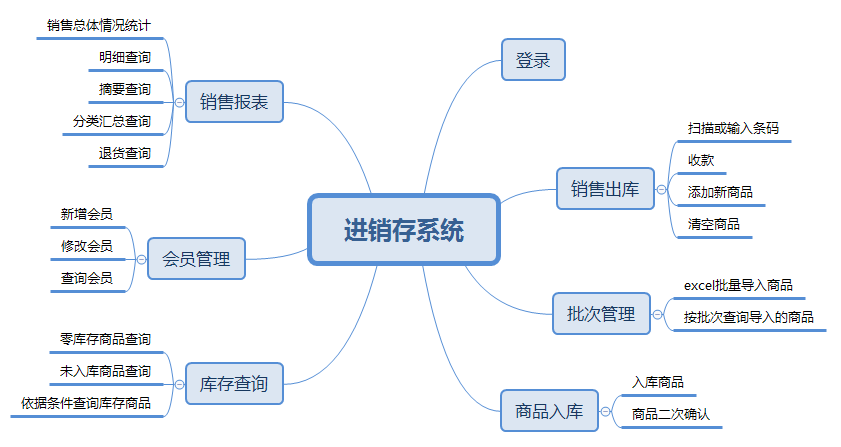 进销存系统
登录
销售出库
扫描或输入条码
收款
添加新商品
清空商品
批次管理
excel批量导入商品
按批次查询导入的商品
商品入库
入库商品
商品二次确认
销售报表
销售总体情况统计
明细查询
摘要查询
分类汇总查询
退货查询
会员管理
新增会员
修改会员
查询会员
库存查询
零库存商品查询
未入库商品查询
依据条件查询库存商品